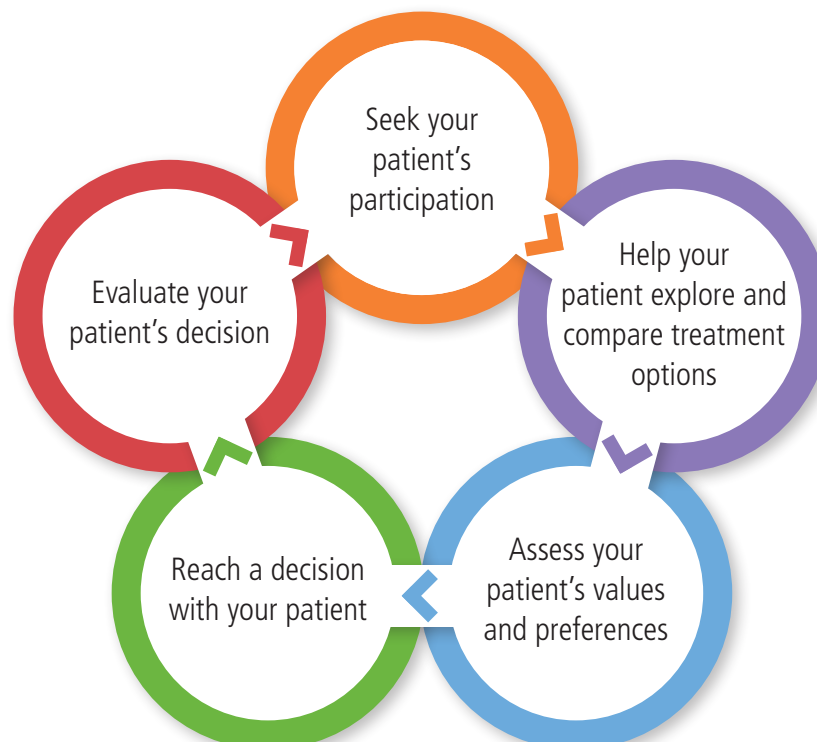 Seek your
patient’s
participation
Help your
patient explore and
compare treatment
options
Assess your
patient’s values
and preferences
Reach a decision
with your patient
Evaluate your
patient’s decision